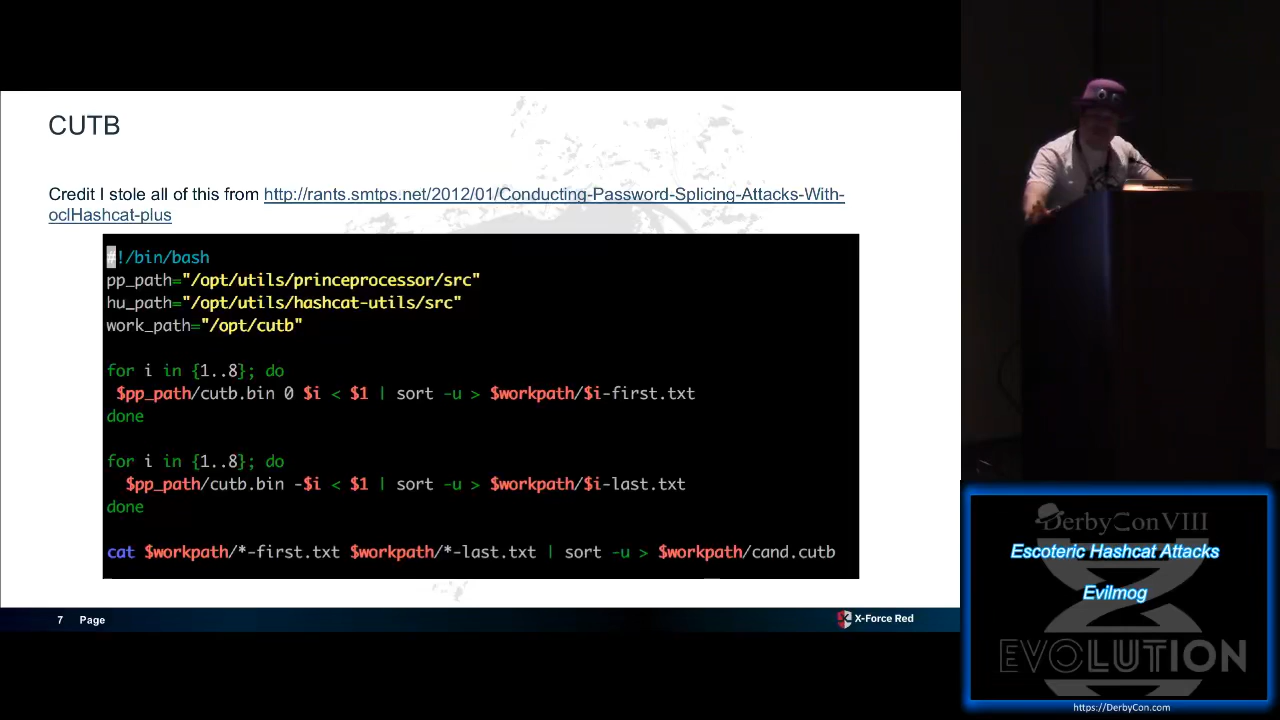 CUTB
Credit I stole all of this from http://rants.smtps.net/2012/01/Conducting-Password-Splicing-Attacks-With-
oclHashcat-plus
#!/bin/bash
pp_path="/opt/utils/princeprocessor/src"
hu_path="/opt/utils/hashcat-utils/src"
work_path="/opt/cutb"
for i in {1..8}; do
$pp_path/cutb.bin 0 $i < $1 | sort -u > $workpath/$i-first.txt
done
for i in {1..8}; do
$pp_path/cutb.bin -$i < $1 | sort -u > $workpath/$i-last.txt
done
cat $workpath/*-first.txt $workpath/*-last.txt | sort -u > $workpath/cand.cutb
7 Page
X-Force Red
DerbyCon VIII
Escoteric Hashcat Attacks
Evilmog
EVOLUTION
https://DerbyCon.com